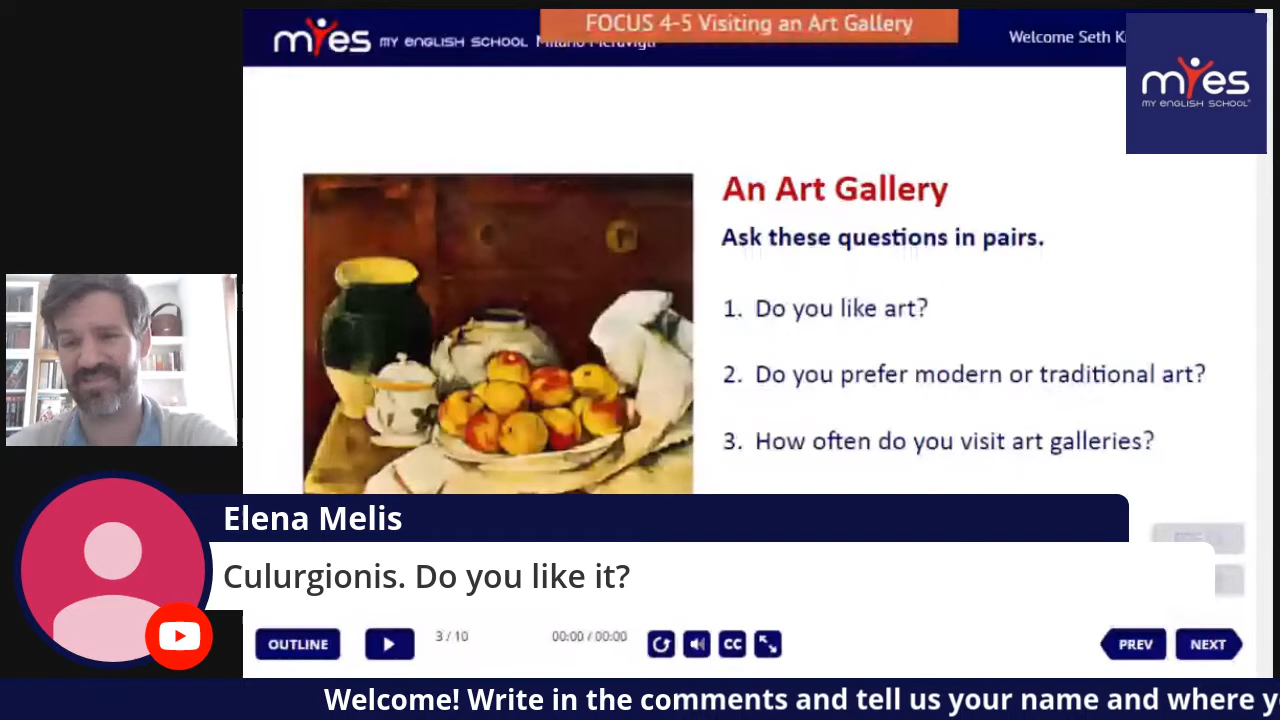 FOCUS 4-5 Visiting an Art Gallery
myes MY ENGLISH SCHOOL Milano Meravigli
Welcome Seth
myes
MY ENGLISH SCHOOL
An Art Gallery
Ask these questions in pairs.
1. Do you like art?
2. Do you prefer modern or traditional art?
3. How often do you visit art galleries?
Elena Melis
Culurgionis. Do you like it?
OUTLINE
3 / 10
00:00 / 00:00
CC
PREV
NEXT
Welcome! Write in the comments and tell us your name and where